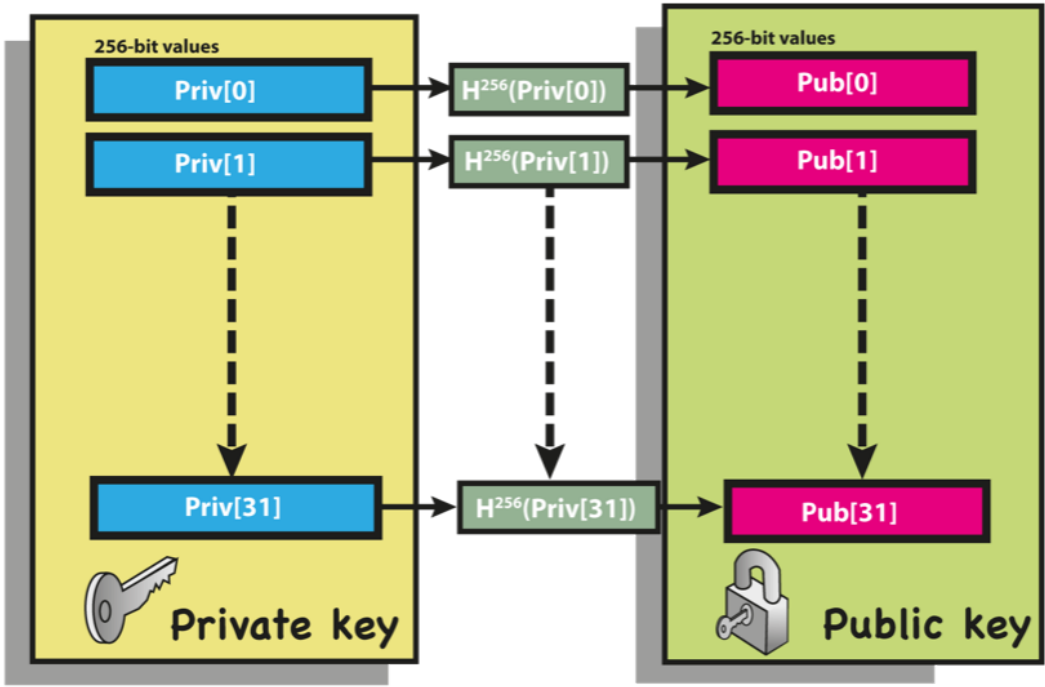 256-bit values
256-bit values
Priv[0]
H²⁵⁶(Priv[0])
Pub[0]
Priv[1]
H²⁵⁶(Priv[1])
Pub[1]
Priv[31]
H²⁵⁶(Priv[31])
Pub[31]
Private key
Public key